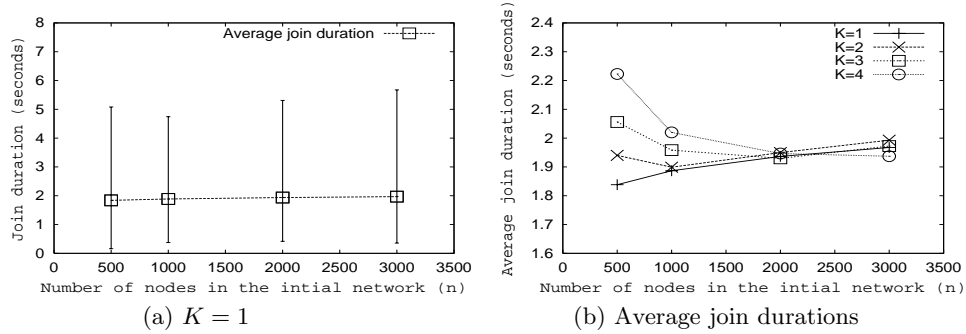 Join duration (seconds)
8
7
6
5
4
3
2
1
0
Average join duration
0 500 1000 1500 2000 2500 3000 3500
Number of nodes in the intial network (n)
(a) K = 1
Average join duration (seconds)
2.4
2.3
2.2
2.1
2
1.9
1.8
1.7
1.6
K=1
K=2
K=3
K=4
0 500 1000 1500 2000 2500 3000 3500
Number of nodes in the intial network (n)
(b) Average join durations